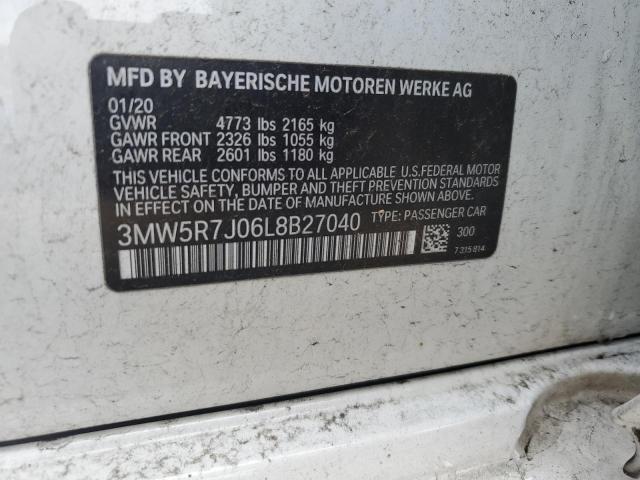 MFD BY BAYERISCHE MOTOREN WERKE AG
01/20
GVWR 4773 lbs 2165 kg
GAWR FRONT 2326 lbs 1055 kg
GAWR REAR 2601 lbs 1180 kg
THIS VEHICLE CONFORMS TO ALL APPLICABLE U.S.FEDERAL MOTOR
VEHICLE SAFETY, BUMPER AND THEFT PREVENTION STANDARDS
IN EFFECT ON THE DATE OF MANUFACTURE SHOWN ABOVE.
3MW5R7J06L8B27040 TYPE: PASSENGER CAR
300
7 315 814